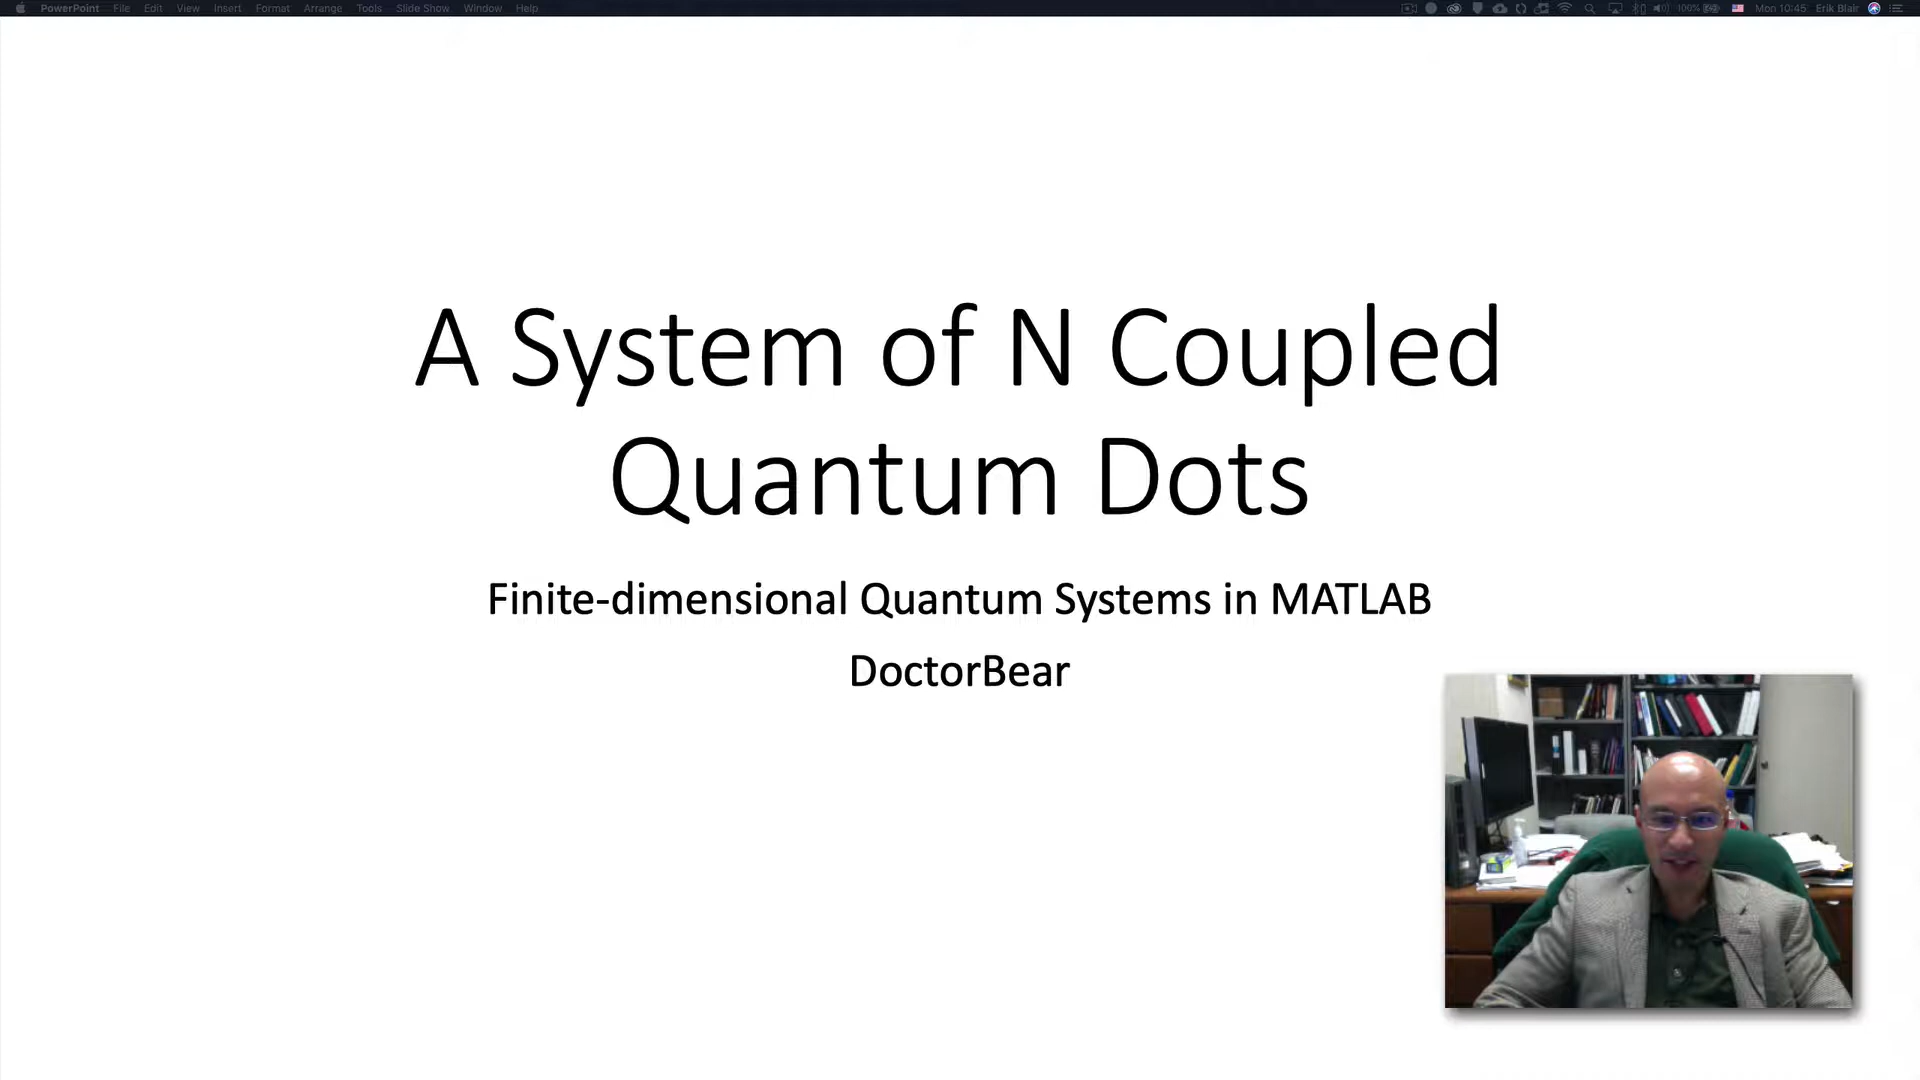 PowerPoint File Edit View Insert Format Arrange Tools Slide Show Window Help 100% Mon 10:45 Erik Blair
A System of N Coupled
Quantum Dots
Finite-dimensional Quantum Systems in MATLAB
DoctorBear